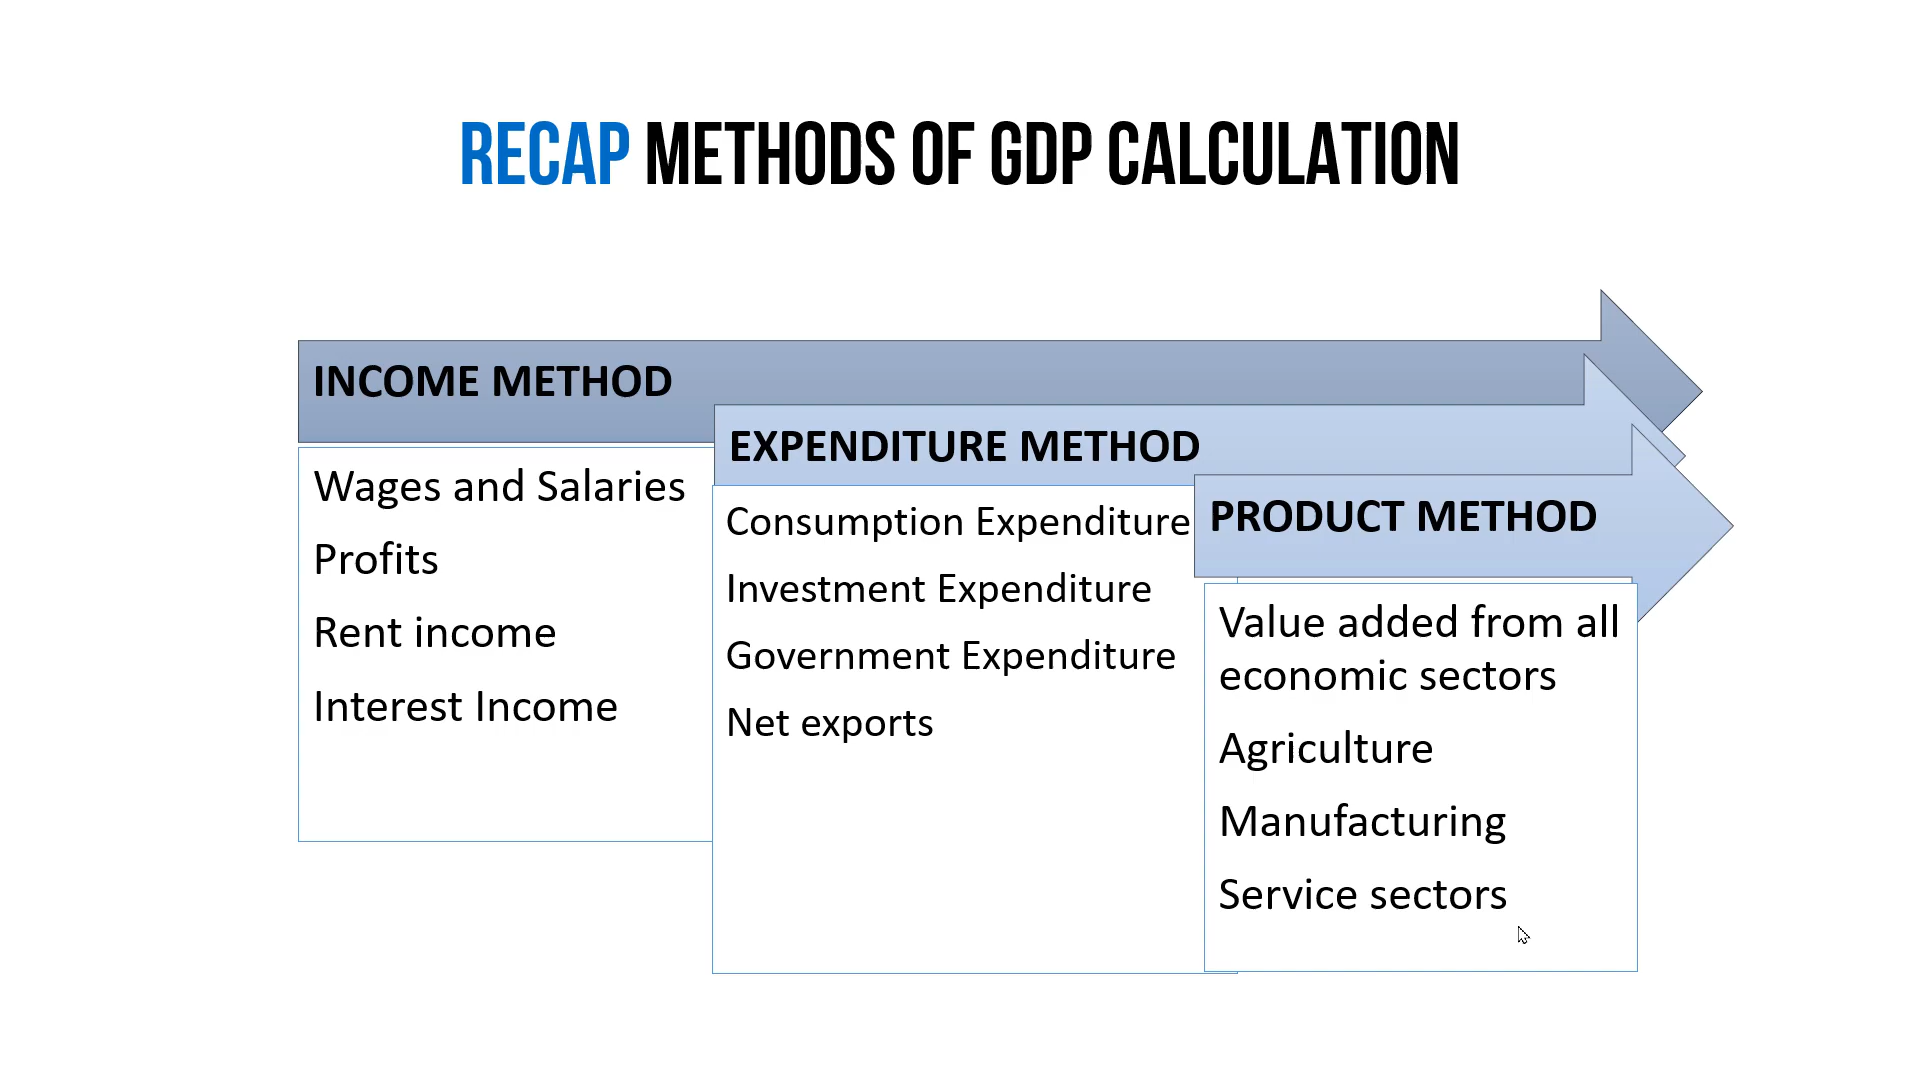 RECAP METHODS OF GDP CALCULATION
INCOME METHOD
Wages and Salaries
Profits
Rent income
Interest Income
EXPENDITURE METHOD
Consumption Expenditure
Investment Expenditure
Government Expenditure
Net exports
PRODUCT METHOD
Value added from all
economic sectors
Agriculture
Manufacturing
Service sectors